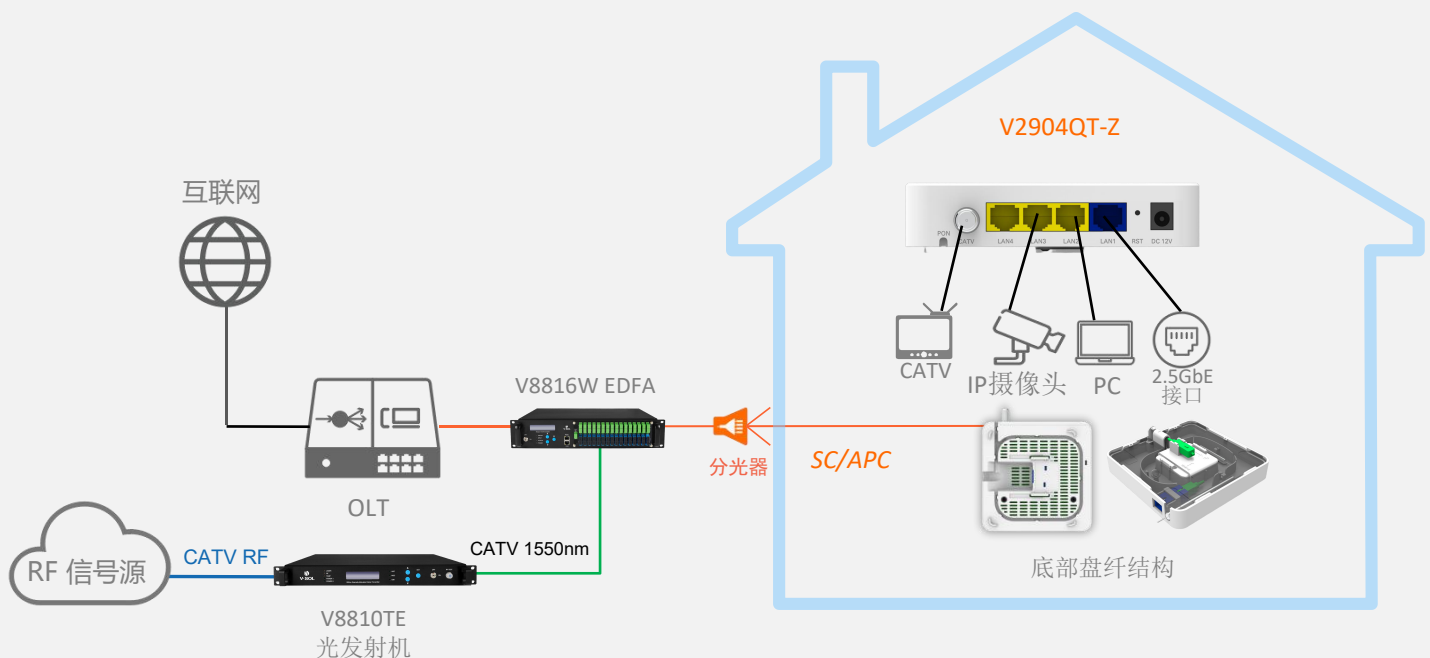 V2904QT-Z
互联网
PON
CATV
LAN4
LAN3
LAN2
LAN1
RST
DC 12V
CATV
IP摄像头
PC
2.5GbE
接口
V8816W EDFA
分光器
SC/APC
OLT
RF 信号源
CATV RF
V-SOL
CATV 1550nm
V8810TE
光发射机
底部盘纤结构